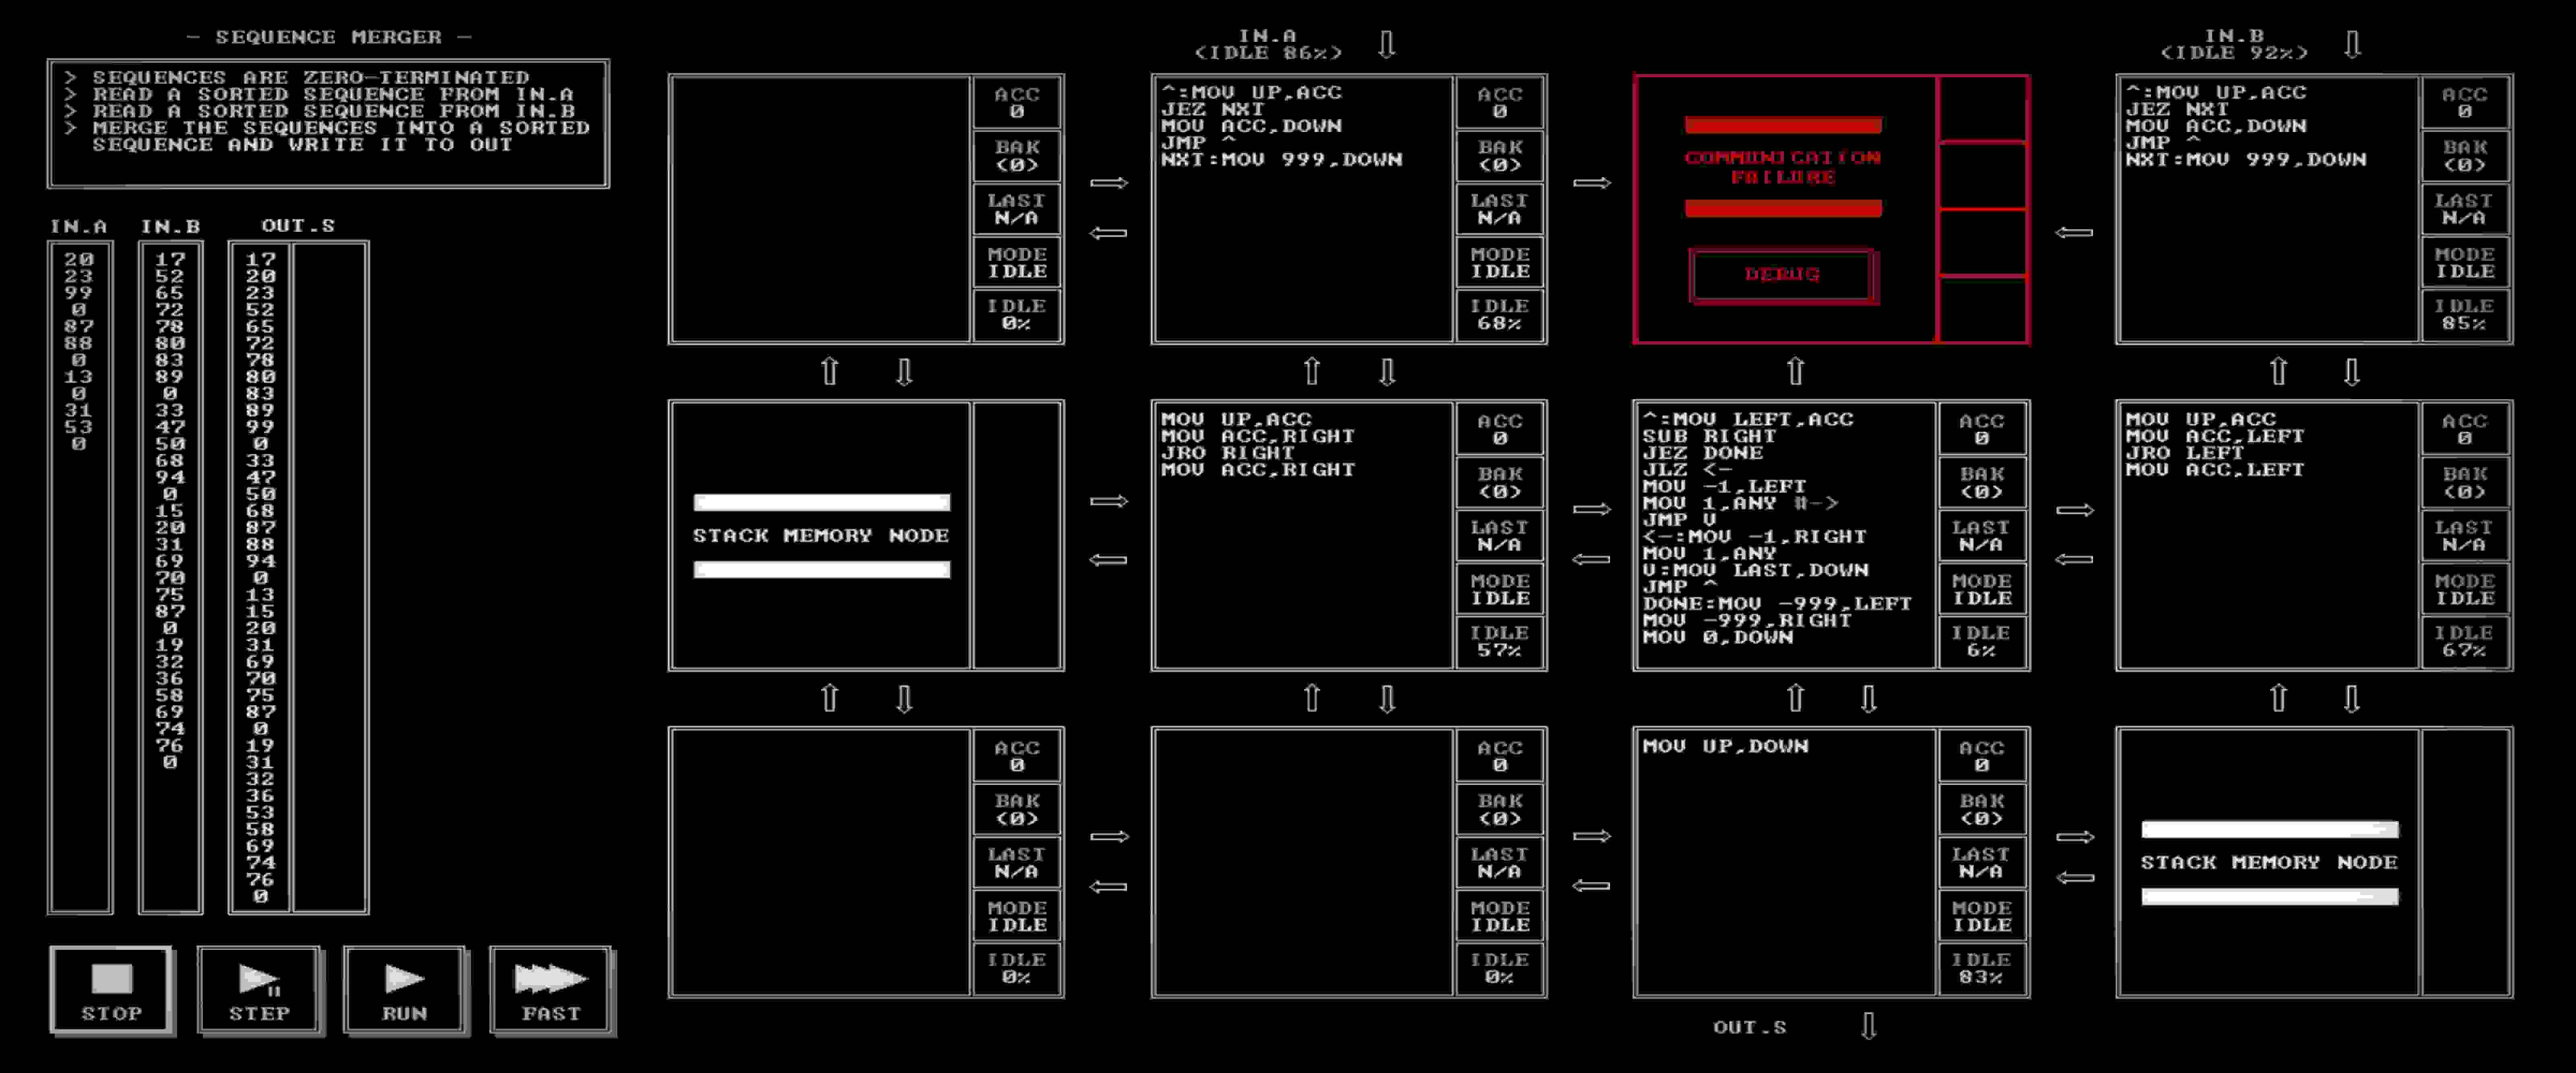 - SEQUENCE MERGER -
> SEQUENCES ARE ZERO-TERMINATED
> READ A SORTED SEQUENCE FROM IN.A
> READ A SORTED SEQUENCE FROM IN.B
> MERGE THE SEQUENCES INTO A SORTED
SEQUENCE AND WRITE IT TO OUT
IN.A
20
23
99
0
87
88
0
13
0
31
53
0
IN.B
17
52
65
72
78
80
83
89
0
33
47
50
68
94
0
15
20
31
69
70
75
87
0
19
32
36
58
69
74
76
0
OUT.S
17
20
23
52
65
72
78
80
83
89
99
0
33
47
50
68
87
88
94
0
13
15
20
31
69
70
75
87
0
19
31
32
36
53
58
69
74
76
0
STOP
STEP
RUN
FAST
ACC
0
BAK
(0)
LAST
N/A
MODE
IDLE
IDLE
0%
IN.A
(IDLE 86%)
^:MOV UP,ACC
JEZ NXT
MOV ACC,DOWN
JMP ^
NXT:MOV 999,DOWN
ACC
0
BAK
(0)
LAST
N/A
MODE
IDLE
IDLE
68%
COMMUNICATION
FAILURE
DEBUG
IN.B
(IDLE 92%)
^:MOV UP,ACC
JEZ NXT
MOV ACC,DOWN
JMP ^
NXT:MOV 999,DOWN
ACC
0
BAK
(0)
LAST
N/A
MODE
IDLE
IDLE
85%
STACK MEMORY NODE
MOV UP,ACC
MOV ACC,RIGHT
JRO RIGHT
MOV ACC,RIGHT
ACC
0
BAK
(0)
LAST
N/A
MODE
IDLE
IDLE
57%
^:MOV LEFT,ACC
SUB RIGHT
JEZ DONE
JLZ <-
MOV -1,LEFT
MOV 1,ANY #->
JMP V
<-:MOV -1,RIGHT
MOV 1,ANY
V:MOV LAST,DOWN
JMP ^
DONE:MOV -999,LEFT
MOV -999,RIGHT
MOV 0,DOWN
ACC
0
BAK
(0)
LAST
N/A
MODE
IDLE
IDLE
6%
MOV UP,ACC
MOV ACC,LEFT
JRO LEFT
MOV ACC,LEFT
ACC
0
BAK
(0)
LAST
N/A
MODE
IDLE
IDLE
67%
ACC
0
BAK
(0)
LAST
N/A
MODE
IDLE
IDLE
0%
ACC
0
BAK
(0)
LAST
N/A
MODE
IDLE
IDLE
0%
MOV UP,DOWN
ACC
0
BAK
(0)
LAST
N/A
MODE
IDLE
IDLE
83%
STACK MEMORY NODE
OUT.S